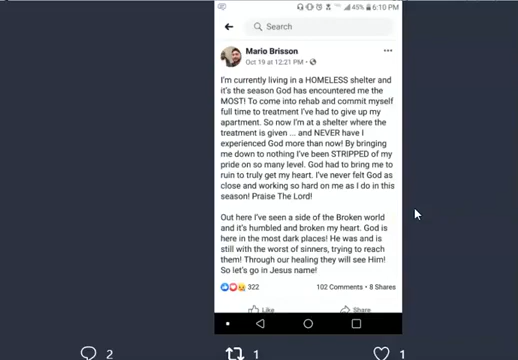 45% 6:10 PM
Search
Mario Brisson
Oct 19 at 12:21 PM •
I'm currently living in a HOMELESS shelter and
it's the season God has encountered me the
MOST! To come into rehab and commit myself
full time to treatment I've had to give up my
apartment. So now I'm at a shelter where the
treatment is given ... and NEVER have I
experienced God more than now! By bringing
me down to nothing I've been STRIPPED of my
pride on so many level. God had to bring me to
ruin to truly get my heart. I've never felt God as
close and working so hard on me as I do in this
season! Praise The Lord!
Out here I've seen a side of the Broken world
and it's humbled and broken my heart. God is
here in the most dark places! He was and is
still with the worst of sinners, trying to reach
them! Through our healing they will see Him!
So let's go in Jesus name!
322 102 Comments • 8 Shares
Like Share
2 1 1